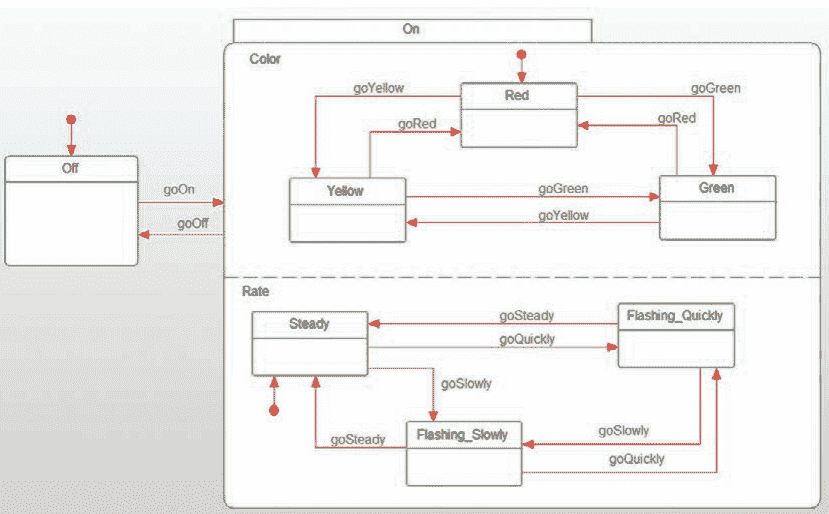 On
Color
goYellow
Red
goGreen
goRed
goRed
Off
goOn
goOff
Yellow
goGreen
goYellow
Green
Rate
Steady
goSteady
goQuickly
Flashing_Quickly
goSlowly
goSteady
Flashing_Slowly
goSlowly
goQuickly